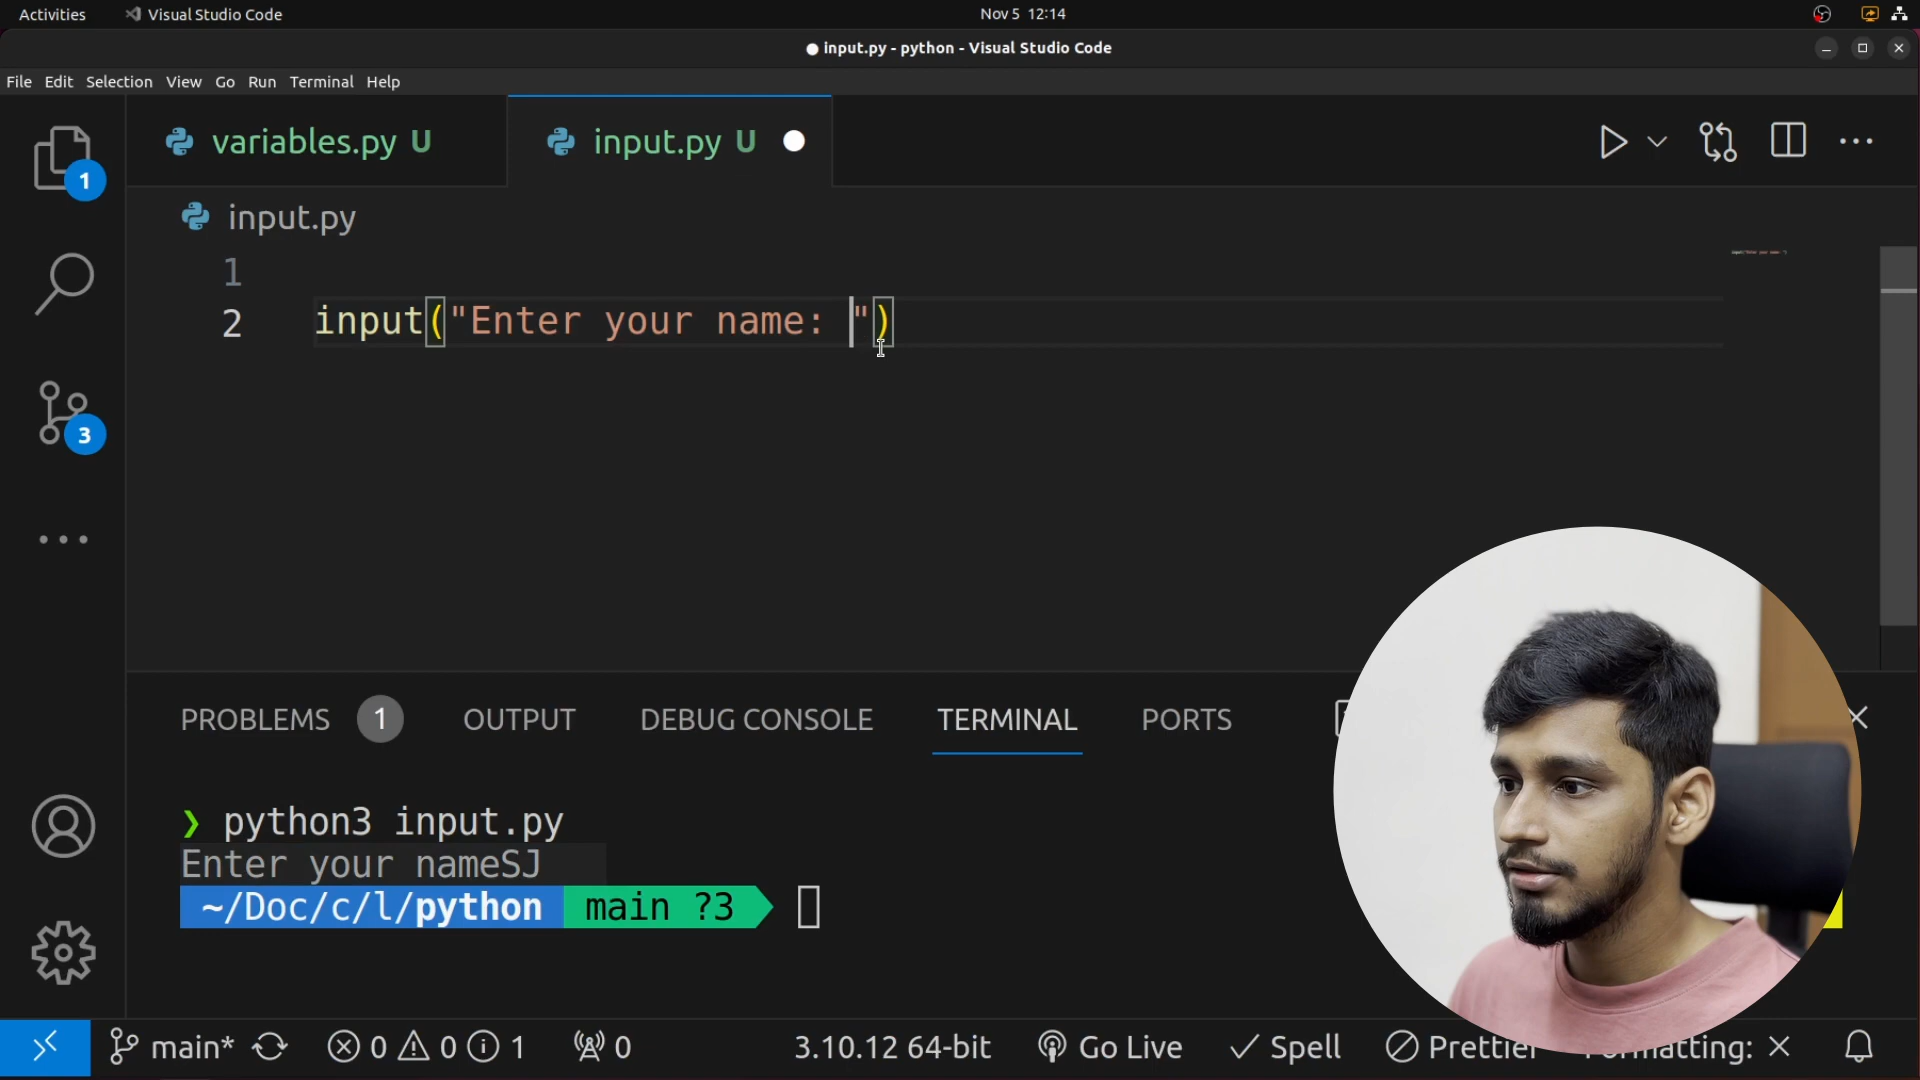 Activities Visual Studio Code Nov 5 12:14
input.py - python - Visual Studio Code
File Edit Selection View Go Run Terminal Help
variables.py U input.py U
1
input.py
1
2 input("Enter your name: ")
3
PROBLEMS 1 OUTPUT DEBUG CONSOLE TERMINAL PORTS
❯ python3 input.py
Enter your nameSJ
~/Doc/c/l/python main ?3
main* 0 0 1 0 3.10.12 64-bit Go Live Spell Prettier Formatting: